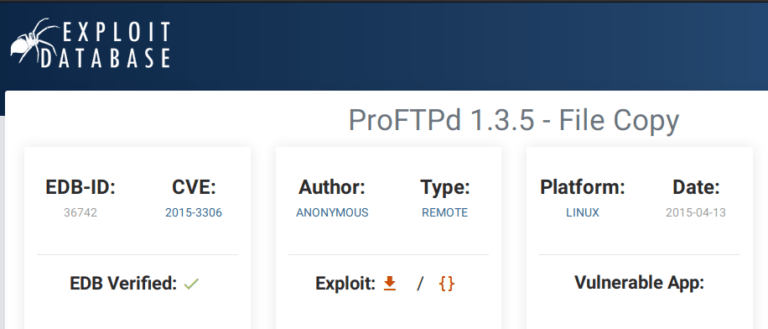 EXPLOIT
DATABASE
ProFTPd 1.3.5 - File Copy
EDB-ID:
36742
CVE:
2015-3306
Author:
ANONYMOUS
Type:
REMOTE
Platform:
LINUX
Date:
2015-04-13
EDB Verified:
Exploit: / {}
Vulnerable App: